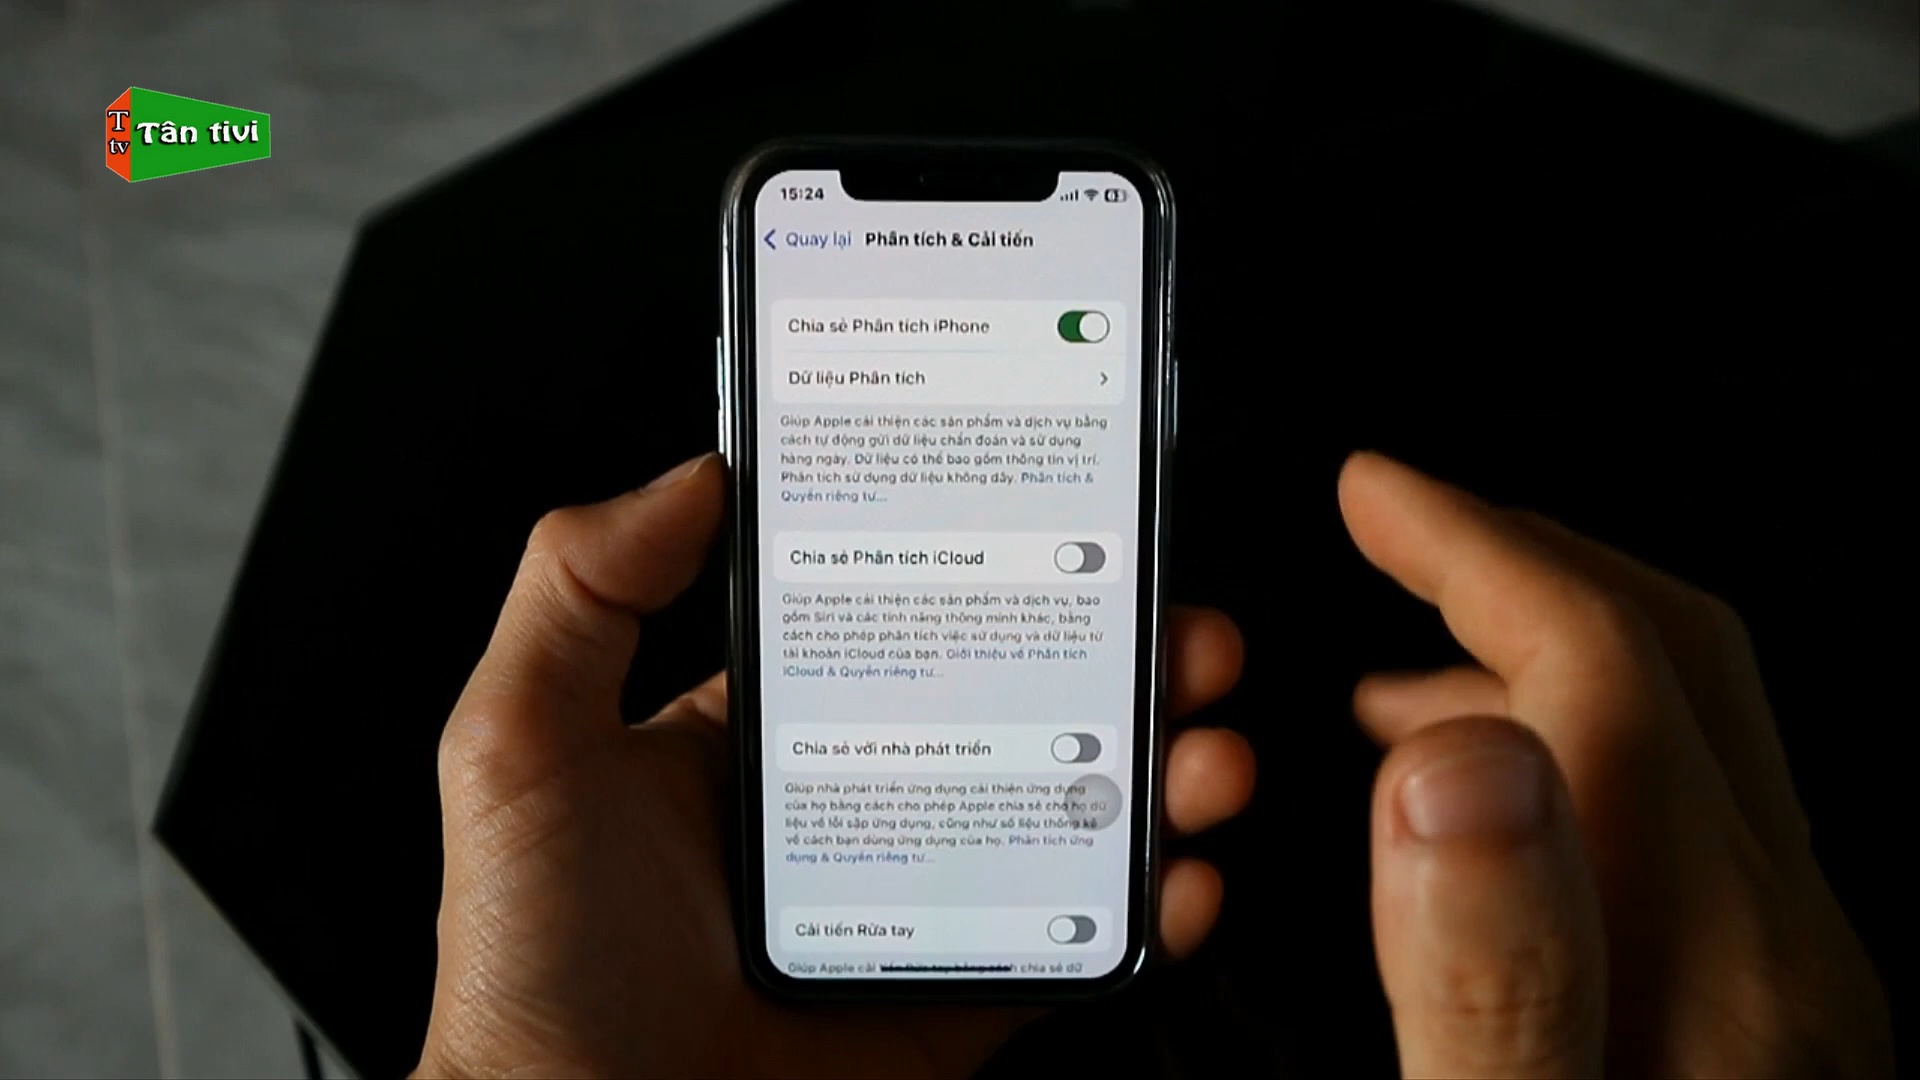 T
tv
Tân tivi
15:24
Quay lại Phân tích & Cải tiến
Chia sẻ Phân tích iPhone
Dữ liệu Phân tích
Giúp Apple cải thiện các sản phẩm và dịch vụ bằng
cách tự động gửi dữ liệu chẩn đoán và sử dụng
hàng ngày. Dữ liệu có thể bao gồm thông tin vị trí.
Phân tích sử dụng dữ liệu không dây. Phân tích &
Quyền riêng tư...
Chia sẻ Phân tích iCloud
Giúp Apple cải thiện các sản phẩm và dịch vụ, bao
gồm Siri và các tính năng thông minh khác, bằng
cách cho phép phân tích việc sử dụng và dữ liệu từ
tài khoản iCloud của bạn. Giới thiệu về Phân tích
iCloud & Quyền riêng tư...
Chia sẻ với nhà phát triển
Giúp nhà phát triển ứng dụng cải thiện ứng dụng
của họ bằng cách cho phép Apple chia sẻ cho họ dữ
liệu về lỗi sập ứng dụng, cũng như số liệu thống kê
về cách bạn dùng ứng dụng của họ. Phân tích ứng
dụng & Quyền riêng tư...
Cải tiến Rửa tay
Giúp Apple cải tiến Rửa tay bằng cách chia sẻ dữ